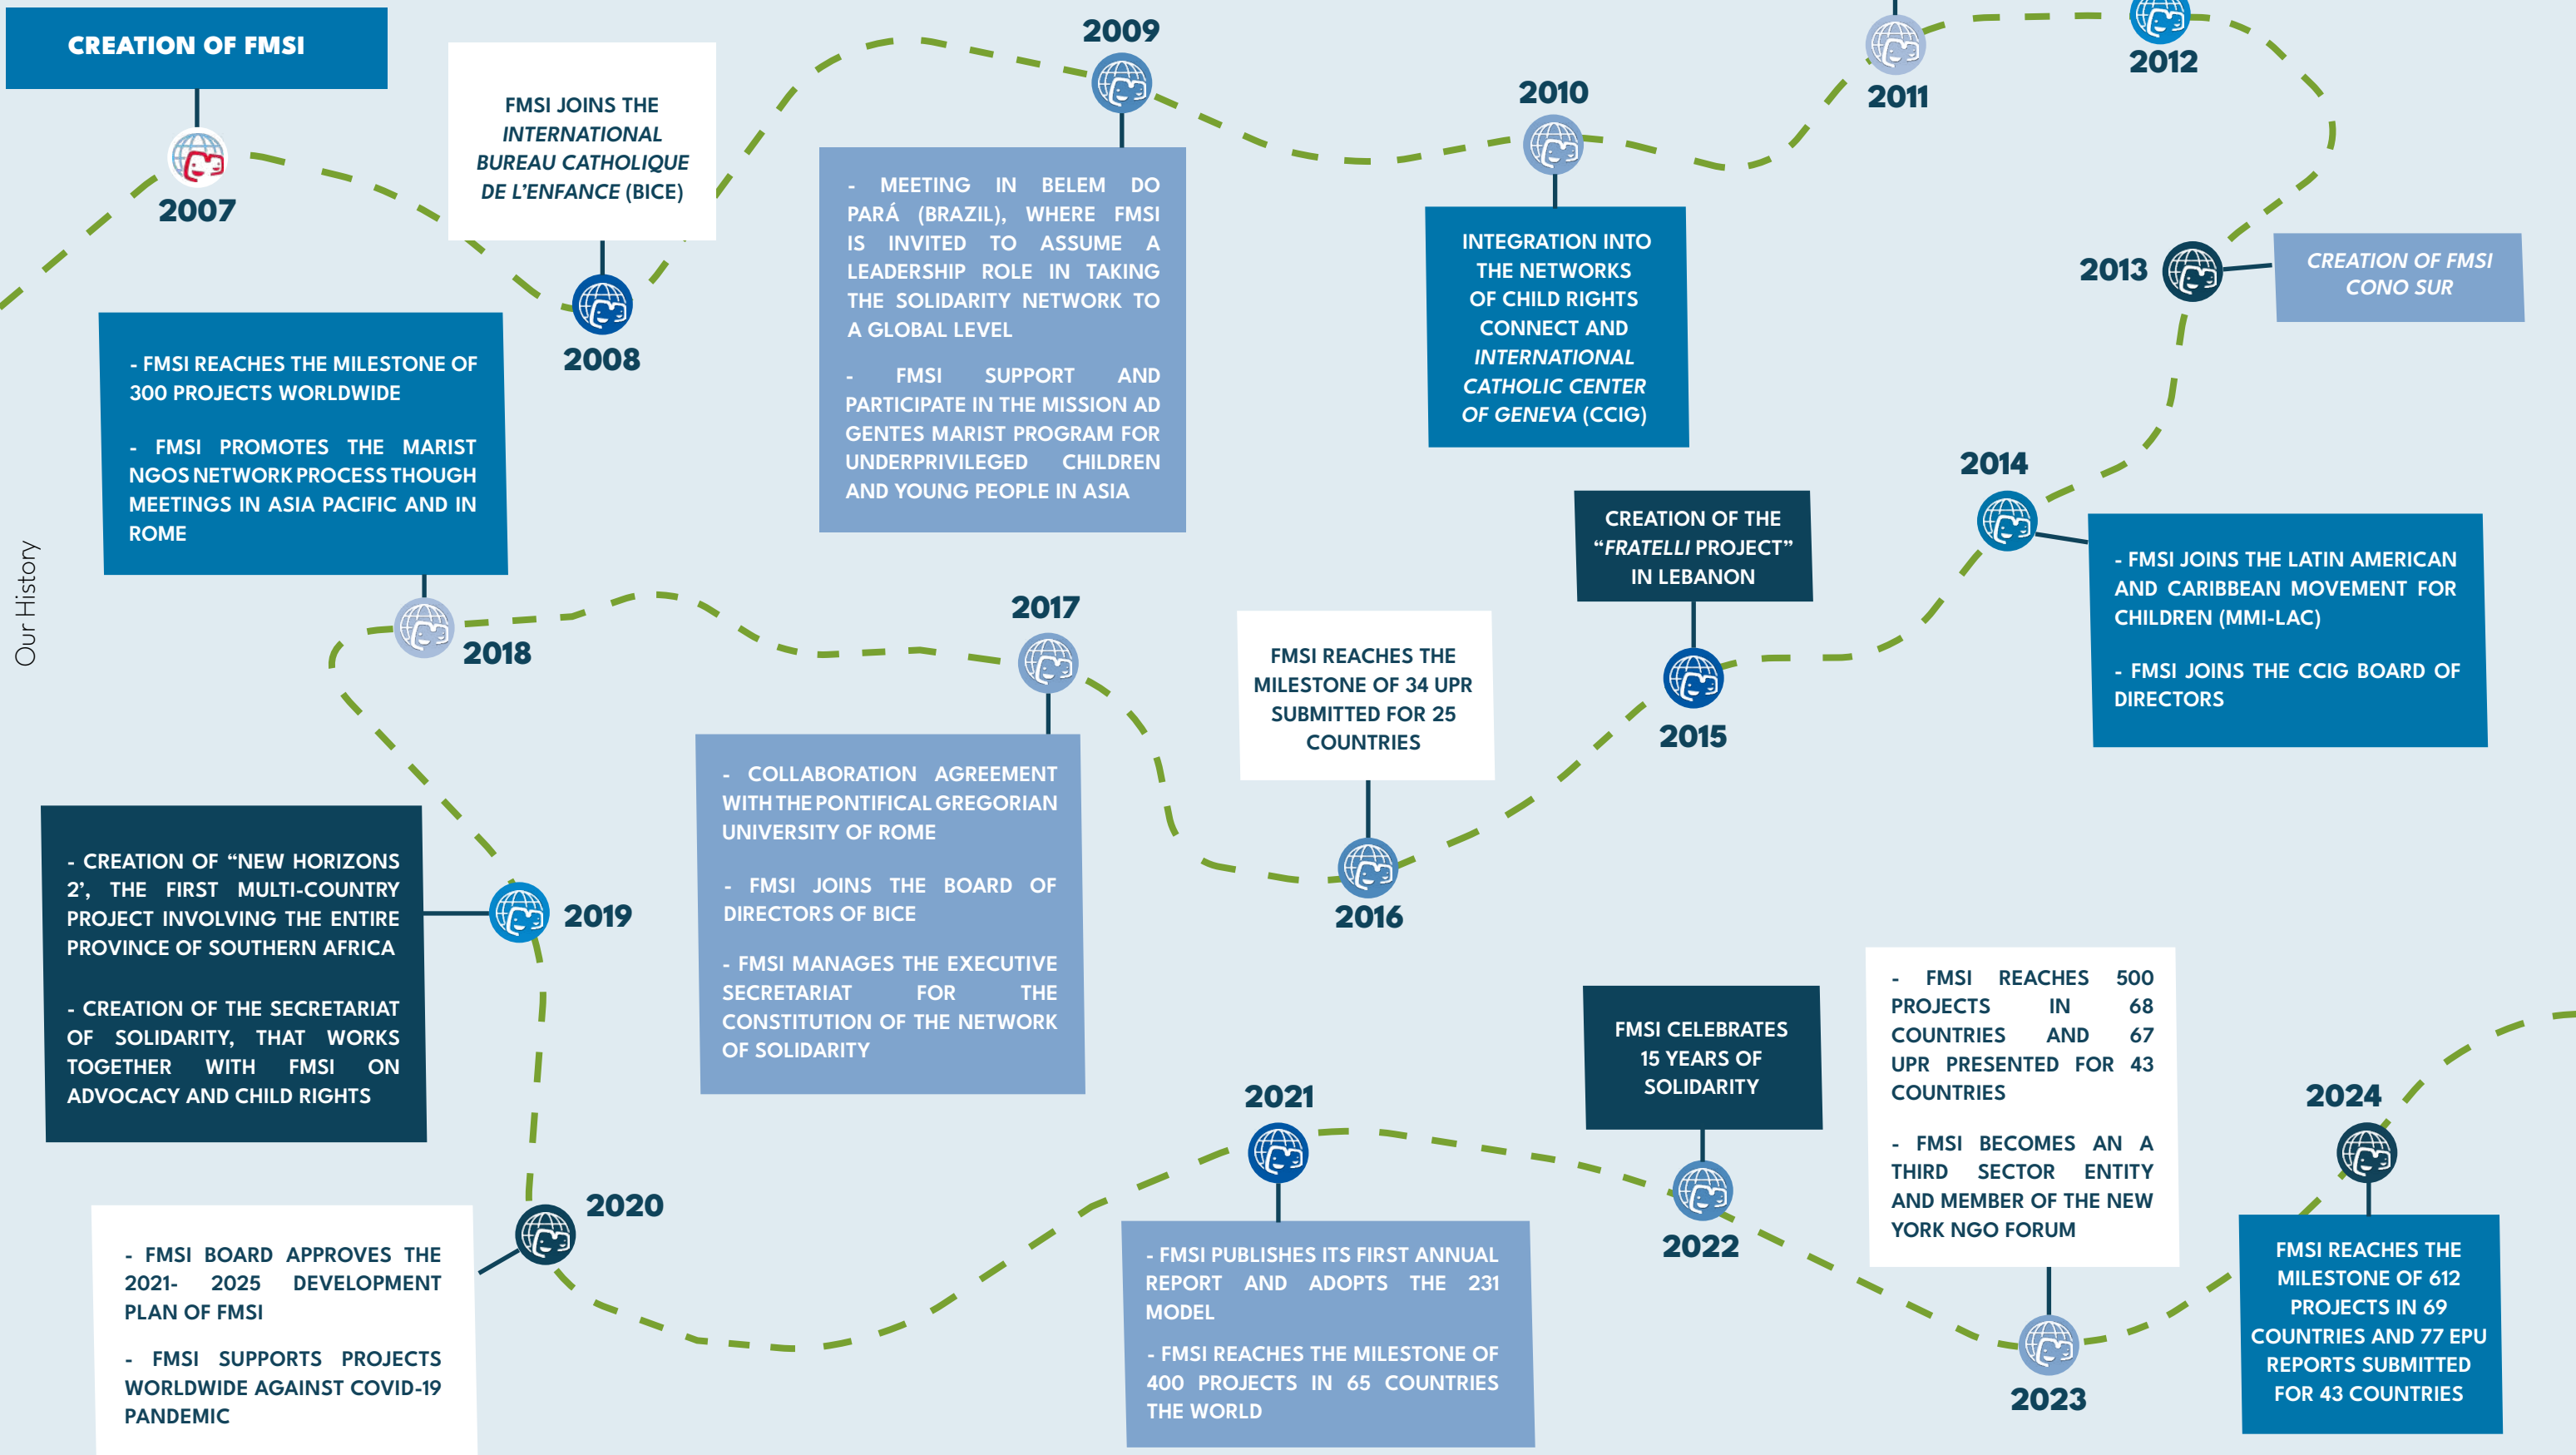 CREATION OF FMSI
2007
FMSI JOINS THE
INTERNATIONAL
BUREAU CATHOLIQUE
DE L'ENFANCE (BICE)
2008
2009
- MEETING IN BELEM DO
PARÁ (BRAZIL), WHERE FMSI
IS INVITED TO ASSUME A
LEADERSHIP ROLE IN TAKING
THE SOLIDARITY NETWORK TO
A GLOBAL LEVEL
- FMSI SUPPORT AND
PARTICIPATE IN THE MISSION AD
GENTES MARIST PROGRAM FOR
UNDERPRIVILEGED CHILDREN
AND YOUNG PEOPLE IN ASIA
2010
INTEGRATION INTO
THE NETWORKS
OF CHILD RIGHTS
CONNECT AND
INTERNATIONAL
CATHOLIC CENTER
OF GENEVA (CCIG)
2011
2012
2013
CREATION OF FMSI
CONO SUR
2014
- FMSI JOINS THE LATIN AMERICAN
AND CARIBBEAN MOVEMENT FOR
CHILDREN (MMI-LAC)
- FMSI JOINS THE CCIG BOARD OF
DIRECTORS
CREATION OF THE
“FRATELLI PROJECT”
IN LEBANON
2015
FMSI REACHES THE
MILESTONE OF 34 UPR
SUBMITTED FOR 25
COUNTRIES
2016
2017
- COLLABORATION AGREEMENT
WITH THE PONTIFICAL GREGORIAN
UNIVERSITY OF ROME
- FMSI JOINS THE BOARD OF
DIRECTORS OF BICE
- FMSI MANAGES THE EXECUTIVE
SECRETARIAT FOR THE
CONSTITUTION OF THE NETWORK
OF SOLIDARITY
- FMSI REACHES THE MILESTONE OF
300 PROJECTS WORLDWIDE
- FMSI PROMOTES THE MARIST
NGOS NETWORK PROCESS THOUGH
MEETINGS IN ASIA PACIFIC AND IN
ROME
2018
Our History
- CREATION OF “NEW HORIZONS
2’, THE FIRST MULTI-COUNTRY
PROJECT INVOLVING THE ENTIRE
PROVINCE OF SOUTHERN AFRICA
- CREATION OF THE SECRETARIAT
OF SOLIDARITY, THAT WORKS
TOGETHER WITH FMSI ON
ADVOCACY AND CHILD RIGHTS
2019
2020
- FMSI BOARD APPROVES THE
2021- 2025 DEVELOPMENT
PLAN OF FMSI
- FMSI SUPPORTS PROJECTS
WORLDWIDE AGAINST COVID-19
PANDEMIC
2021
- FMSI PUBLISHES ITS FIRST ANNUAL
REPORT AND ADOPTS THE 231
MODEL
- FMSI REACHES THE MILESTONE OF
400 PROJECTS IN 65 COUNTRIES
THE WORLD
FMSI CELEBRATES
15 YEARS OF
SOLIDARITY
2022
- FMSI REACHES 500
PROJECTS IN 68
COUNTRIES AND 67
UPR PRESENTED FOR 43
COUNTRIES
- FMSI BECOMES AN A
THIRD SECTOR ENTITY
AND MEMBER OF THE NEW
YORK NGO FORUM
2023
2024
FMSI REACHES THE
MILESTONE OF 612
PROJECTS IN 69
COUNTRIES AND 77 EPU
REPORTS SUBMITTED
FOR 43 COUNTRIES